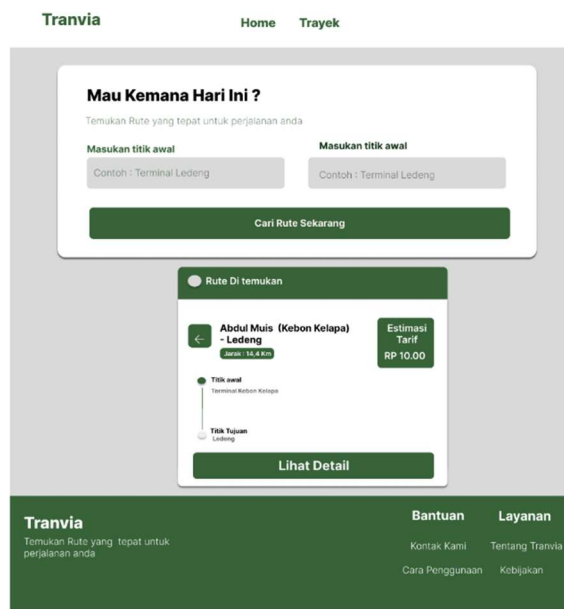 Tranvia
Home Trayek
Mau Kemana Hari Ini ?
Temukan Rute yang tepat untuk perjalanan anda
Masukan titik awal
Contoh : Terminal Ledeng
Masukan titik awal
Contoh : Terminal Ledeng
Cari Rute Sekarang
Rute Di temukan
Abdul Muis (Kebon Kelapa)
- Ledeng
Jarak : 14,4 Km
Estimasi
Tarif
RP 10.00
Titik awal
Terminal Kebon Kelapa
Titik Tujuan
Ledeng
Lihat Detail
Tranvia
Temukan Rute yang tepat untuk
perjalanan anda
Bantuan
Kontak Kami
Cara Penggunaan
Layanan
Tentang Tranvia
Kebijakan